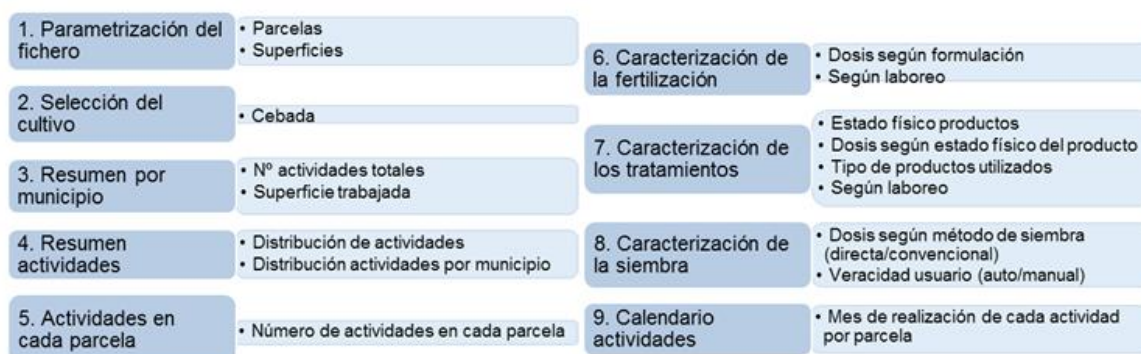 1. Parametrización del
fichero
• Parcelas
• Superficies
2. Selección del
cultivo
• Cebada
3. Resumen por
municipio
• Nº actividades totales
• Superficie trabajada
4. Resumen
actividades
• Distribución de actividades
• Distribución actividades por municipio
5. Actividades en
cada parcela
• Número de actividades en cada parcela
6. Caracterización de
la fertilización
• Dosis según formulación
• Según laboreo
7. Caracterización de
los tratamientos
• Estado físico productos
• Dosis según estado físico del producto
• Tipo de productos utilizados
• Según laboreo
8. Caracterización de
la siembra
• Dosis según método de siembra
(directa/convencional)
• Veracidad usuario (auto/manual)
9. Calendario
actividades
• Mes de realización de cada actividad
por parcela